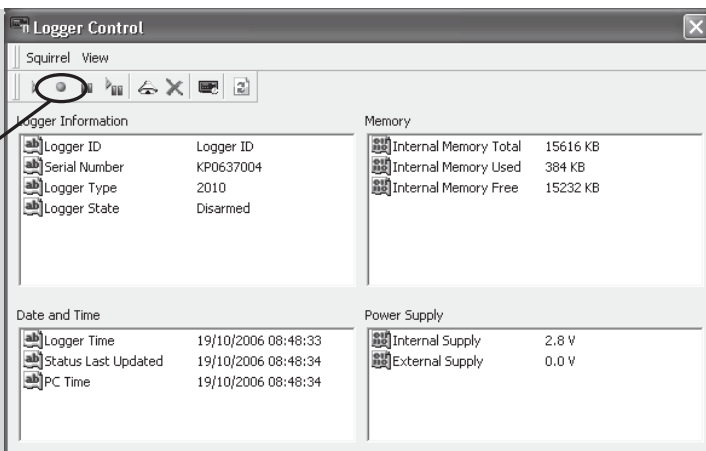 Logger Control
Squirrel View
Logger Information
Logger ID Logger ID
Serial Number KP0637004
Logger Type 2010
Logger State Disarmed
Memory
Internal Memory Total 15616 KB
Internal Memory Used 384 KB
Internal Memory Free 15232 KB
Date and Time
Logger Time 19/10/2006 08:48:33
Status Last Updated 19/10/2006 08:48:34
PC Time 19/10/2006 08:48:34
Power Supply
Internal Supply 2.8 V
External Supply 0.0 V